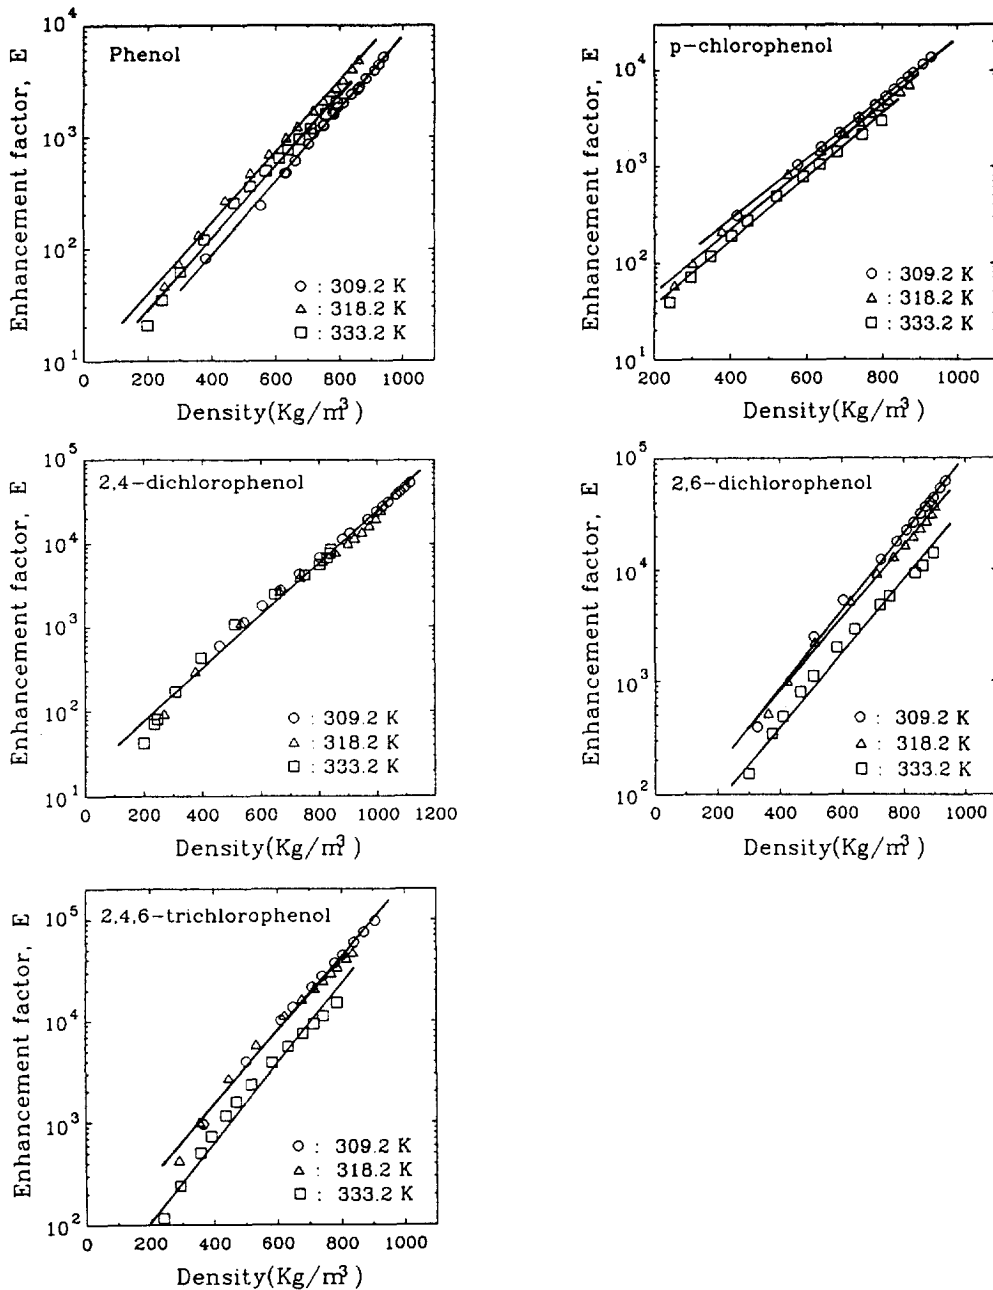 Phenol
Enhancement factor, E
10^4
10^3
10^2
10^1
○ : 309.2 K
△ : 318.2 K
□ : 333.2 K
0 200 400 600 800 1000
Density(Kg/m^3)
p-chlorophenol
Enhancement factor, E
10^4
10^3
10^2
10^1
○ : 309.2 K
△ : 318.2 K
□ : 333.2 K
200 400 600 800 1000
Density(Kg/m^3)
2,4-dichlorophenol
Enhancement factor, E
10^5
10^4
10^3
10^2
10^1
○ : 309.2 K
△ : 318.2 K
□ : 333.2 K
0 200 400 600 800 1000 1200
Density(Kg/m^3)
2,6-dichlorophenol
Enhancement factor, E
10^5
10^4
10^3
10^2
○ : 309.2 K
△ : 318.2 K
□ : 333.2 K
0 200 400 600 800 1000
Density(Kg/m^3)
2,4,6-trichlorophenol
Enhancement factor, E
10^5
10^4
10^3
10^2
○ : 309.2 K
△ : 318.2 K
□ : 333.2 K
0 200 400 600 800 1000
Density(Kg/m^3)